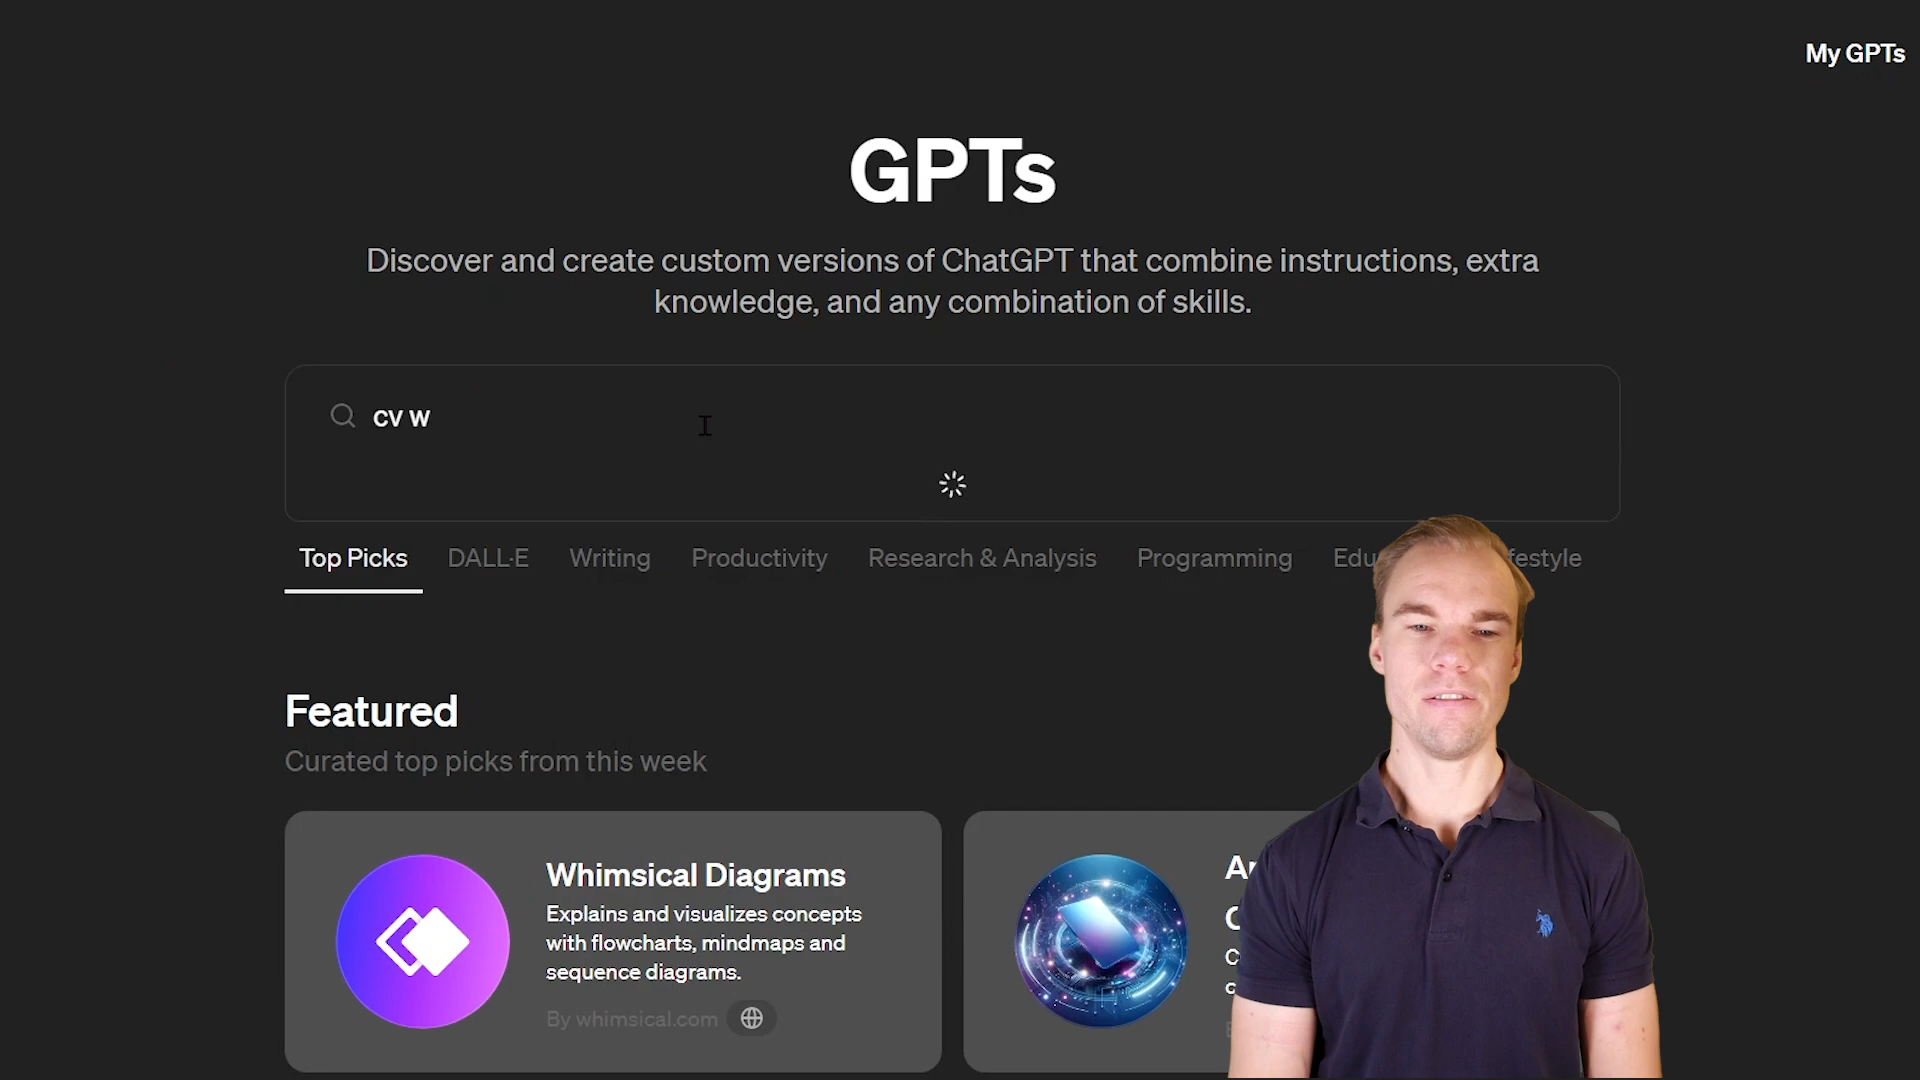 My GPTs
GPTs
Discover and create custom versions of ChatGPT that combine instructions, extra
knowledge, and any combination of skills.
cv w
Top Picks DALL·E Writing Productivity Research & Analysis Programming
Featured
Curated top picks from this week
Whimsical Diagrams
Explains and visualizes concepts
with flowcharts, mindmaps and
sequence diagrams.
By whimsical.com